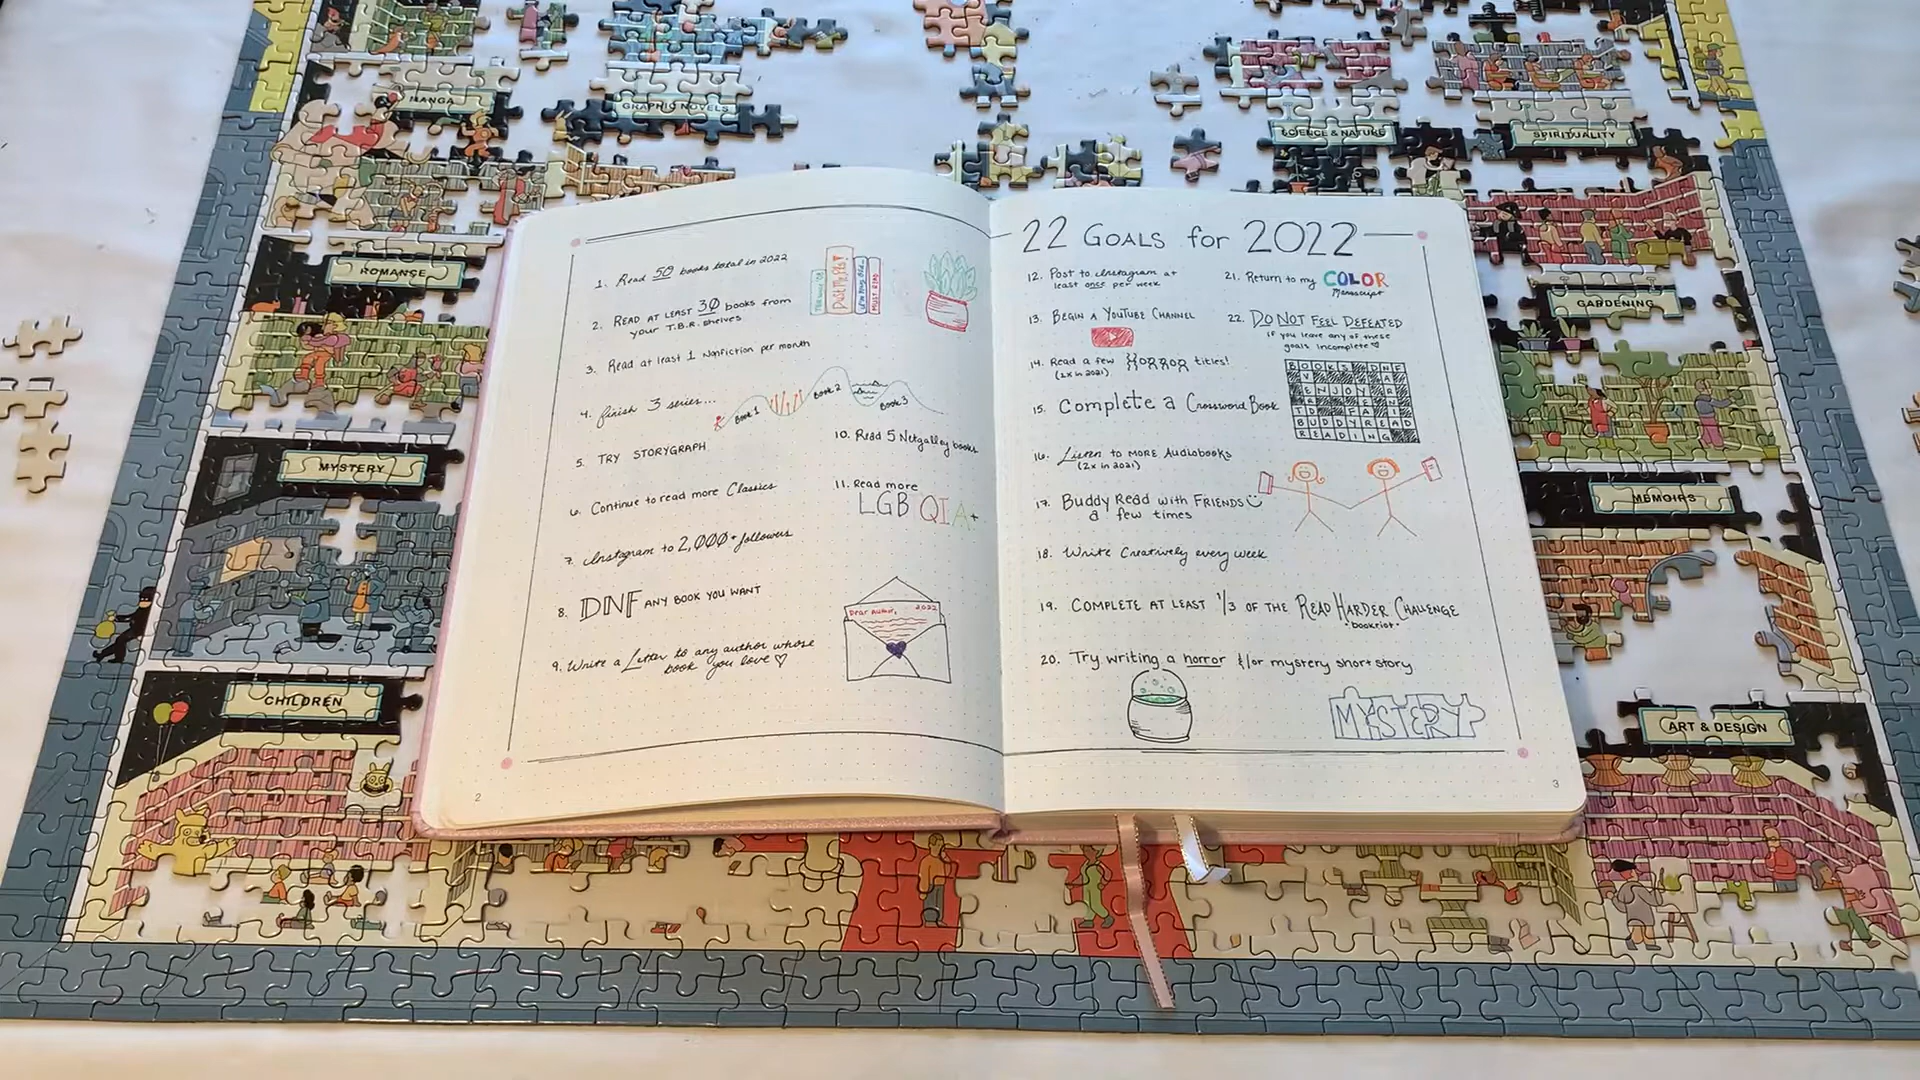 MANGA
GRAPHIC NOVELS
SCIENCE & NATURE
SPIRITUALITY
ROMANCE
GARDENING
MYSTERY
MEMOIRS
CHILDREN
ART & DESIGN
22 GOALS for 2022
1. Read 50 books total in 2022
2. READ AT LEAST 30 books from
your T.B.R. shelves
3. Read at least 1 Nonfiction per month
4. finish 3 series...
Book 1
Book 2
Book 3
5. TRY STORYGRAPH
6. Continue to read more Classics
7. Instagram to 2,000+ followers
8. DNF ANY BOOK YOU WANT
9. Write a Letter to any author whose
book you love
10. Read 5 Netgalley books
11. Read more
LGB QIA+
Dear Author, 2022
2
12. Post to Instagram at
least once per week
13. BEGIN A YOUTUBE CHANNEL
14. Read a few HORROR titles!
(2x in 2021)
15. Complete a Crossword Book
16. Listen to MORE Audiobooks
(2x in 2021)
17. Buddy Read with FRIENDS
a few times
18. Write Creatively every week
19. COMPLETE AT LEAST 1/3 OF THE READ HARDER CHALLENGE
• bookriot •
20. Try writing a horror &/or mystery short story
MYSTERY
21. Return to my COLOR
Manuscript
22. DO NOT FEEL DEFEATED
if you leave any of these
goals incomplete
BOOKS DNF
ENJOY
BUDDYREAD
READING
3